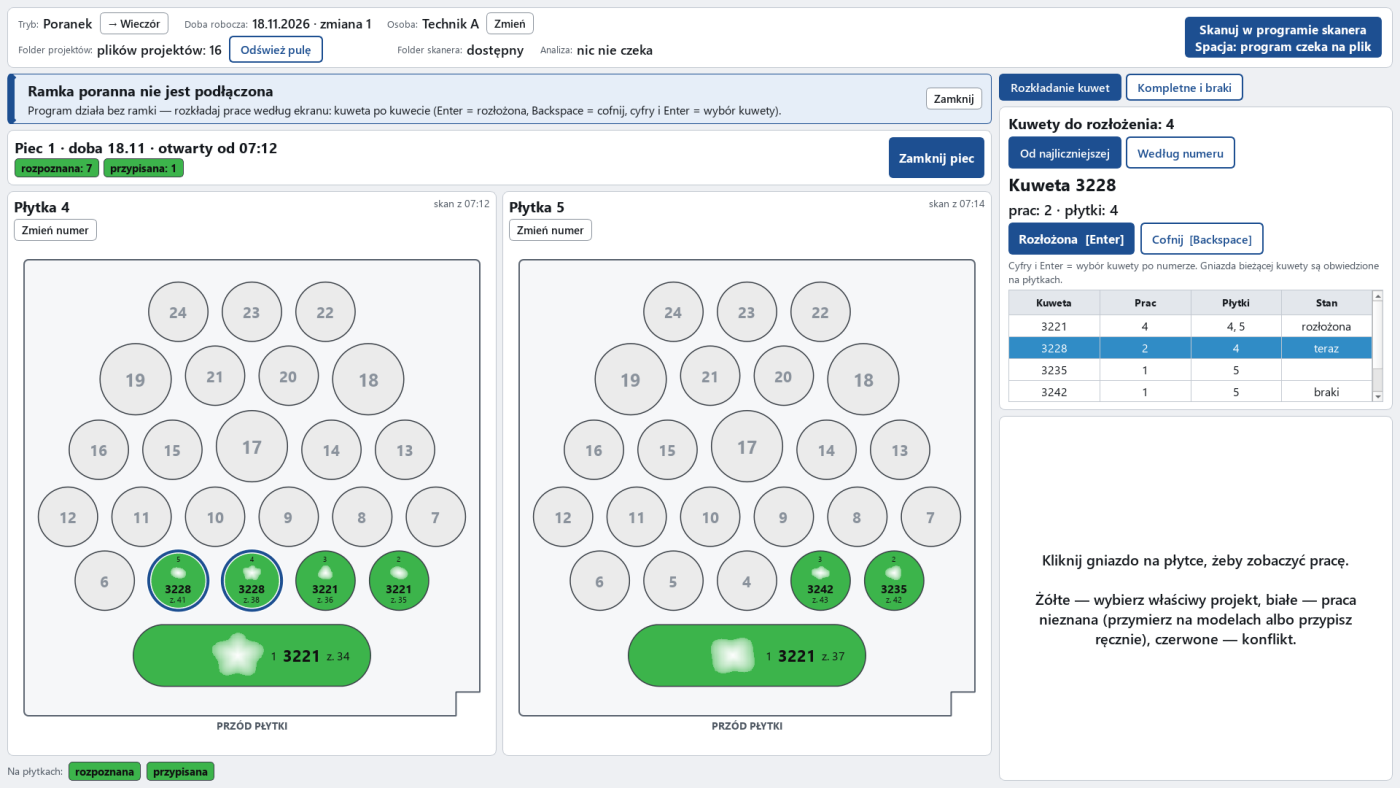 Tryb: Poranek → Wieczór Doba robocza: 18.11.2026 · zmiana 1 Osoba: Technik A Zmień
Folder projektów: plików projektów: 16 Odśwież pulę Folder skanera: dostępny Analiza: nic nie czeka
Skanuj w programie skanera
Spacja: program czeka na plik
Ramka poranna nie jest podłączona
Program działa bez ramki — rozkładaj prace według ekranu: kuweta po kuwecie (Enter = rozłożona, Backspace = cofnij, cyfry i Enter = wybór kuwety).
Zamknij
Piec 1 · doba 18.11 · otwarty od 07:12
rozpoznana: 7 przypisana: 1
Zamknij piec
Płytka 4 skan z 07:12
Zmień numer
24 23 22
19 21 20 18
16 15 17 14 13
12 11 10 9 8 7
6
5 3228 z. 41
4 3228 z. 38
3 3221 z. 36
2 3221 z. 35
1 3221 z. 34
PRZÓD PŁYTKI
Płytka 5 skan z 07:14
Zmień numer
24 23 22
19 21 20 18
16 15 17 14 13
12 11 10 9 8 7
6 5 4
3 3242 z. 43
2 3235 z. 42
1 3221 z. 37
PRZÓD PŁYTKI
Na płytkach: rozpoznana przypisana
Rozkładanie kuwet Kompletne i braki
Kuwety do rozłożenia: 4
Od najliczniejszej Według numeru
Kuweta 3228
prac: 2 · płytki: 4
Rozłożona [Enter] Cofnij [Backspace]
Cyfry i Enter = wybór kuwety po numerze. Gniazda bieżącej kuwety są obwiedzione
na płytkach.
Kuweta Prac Płytki Stan
3221 4 4, 5 rozłożona
3228 2 4 teraz
3235 1 5
3242 1 5 braki
Kliknij gniazdo na płytce, żeby zobaczyć pracę.
Żółte — wybierz właściwy projekt, białe — praca
nieznana (przymierz na modelach albo przypisz
ręcznie), czerwone — konflikt.